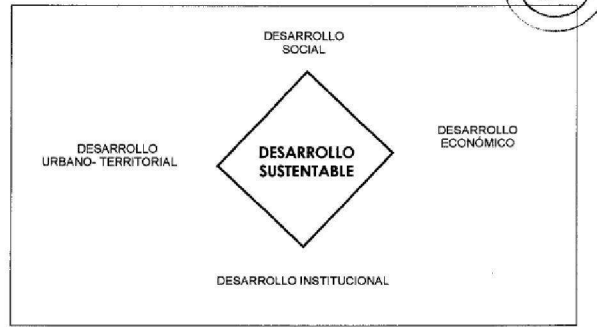 DESARROLLO
SOCIAL
DESARROLLO
URBANO- TERRITORIAL
DESARROLLO
SUSTENTABLE
DESARROLLO
ECONÓMICO
DESARROLLO INSTITUCIONAL